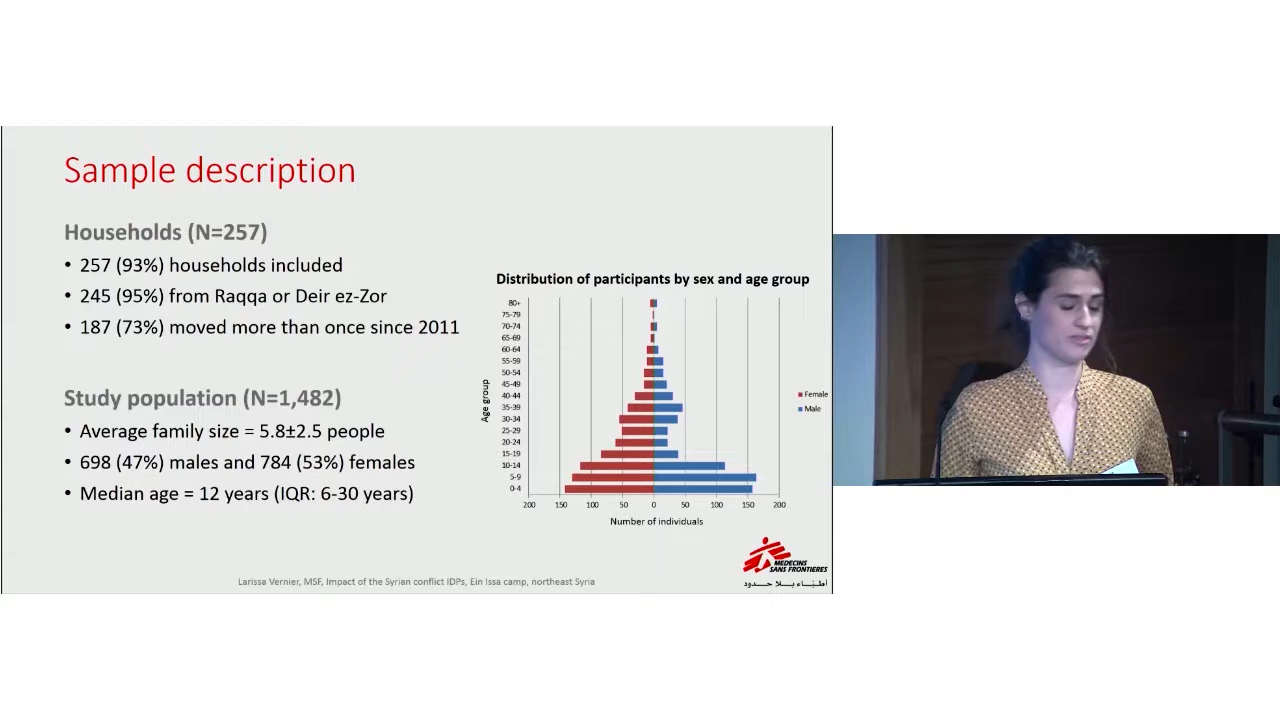 Sample description
Households (N=257)
• 257 (93%) households included
• 245 (95%) from Raqqa or Deir ez-Zor
• 187 (73%) moved more than once since 2011
Study population (N=1,482)
• Average family size = 5.8±2.5 people
• 698 (47%) males and 784 (53%) females
• Median age = 12 years (IQR: 6-30 years)
Distribution of participants by sex and age group
80+
75-79
70-74
65-69
60-64
55-59
50-54
45-49
40-44
35-39
30-34
25-29
20-24
15-19
10-14
5-9
0-4
Age group
200 150 100 50 0 50 100 150 200
Number of individuals
Female
Male
MEDECINS
SANS FRONTIERES
أطبّاء بلا حدود
Larissa Vernier, MSF, Impact of the Syrian conflict IDPs, Ein Issa camp, northeast Syria